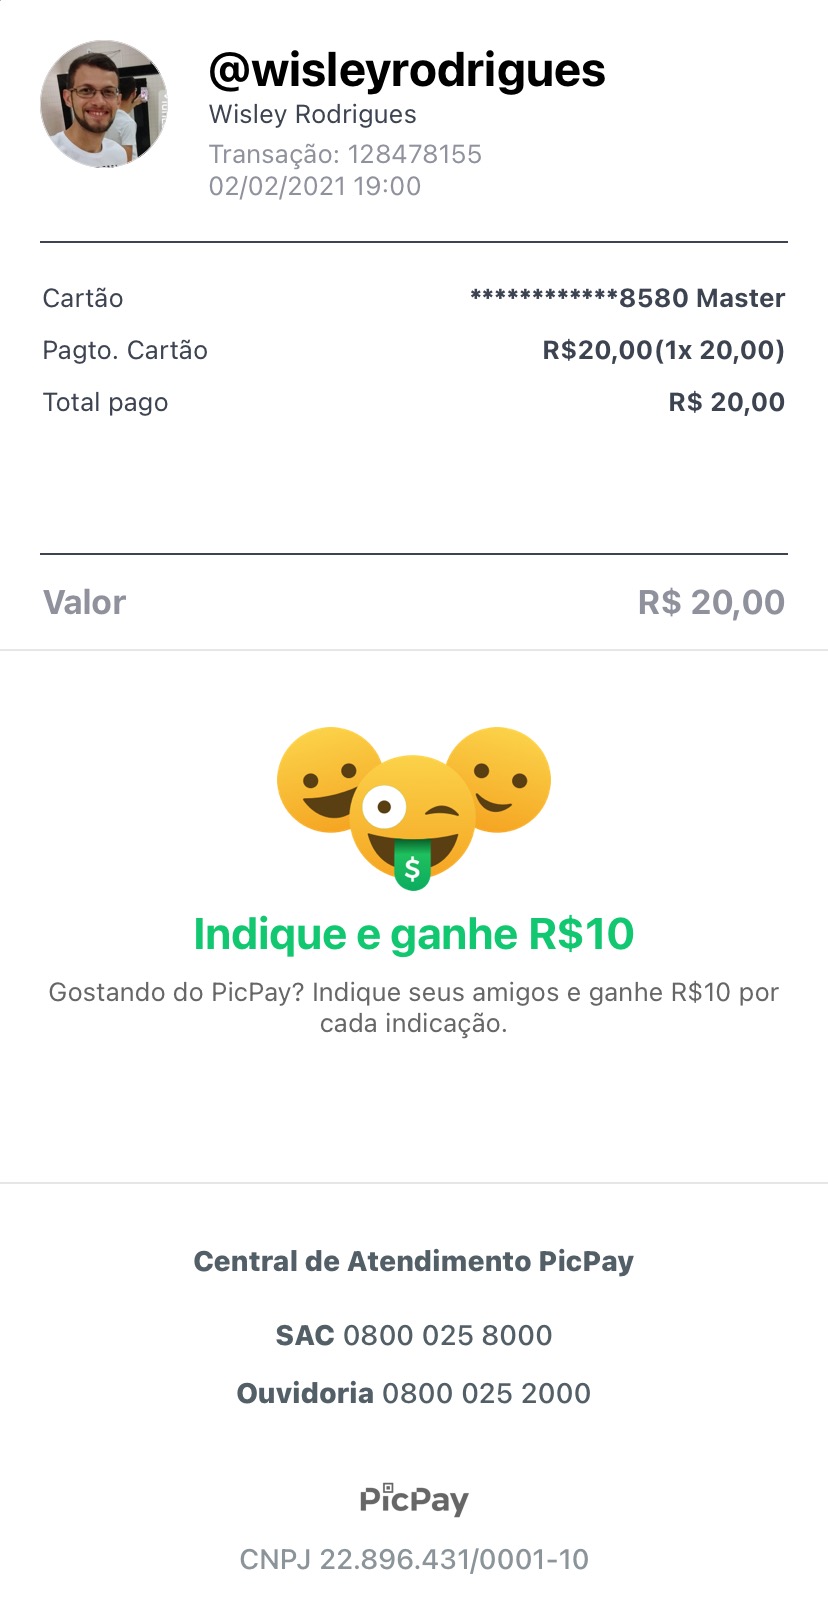 @wisleyrodrigues
Wisley Rodrigues
Transação: 128478155
02/02/2021 19:00
Cartão ************8580 Master
Pagto. Cartão R$20,00(1x 20,00)
Total pago R$ 20,00
Valor R$ 20,00
$
Indique e ganhe R$10
Gostando do PicPay? Indique seus amigos e ganhe R$10 por
cada indicação.
Central de Atendimento PicPay
SAC 0800 025 8000
Ouvidoria 0800 025 2000
PicPay
CNPJ 22.896.431/0001-10